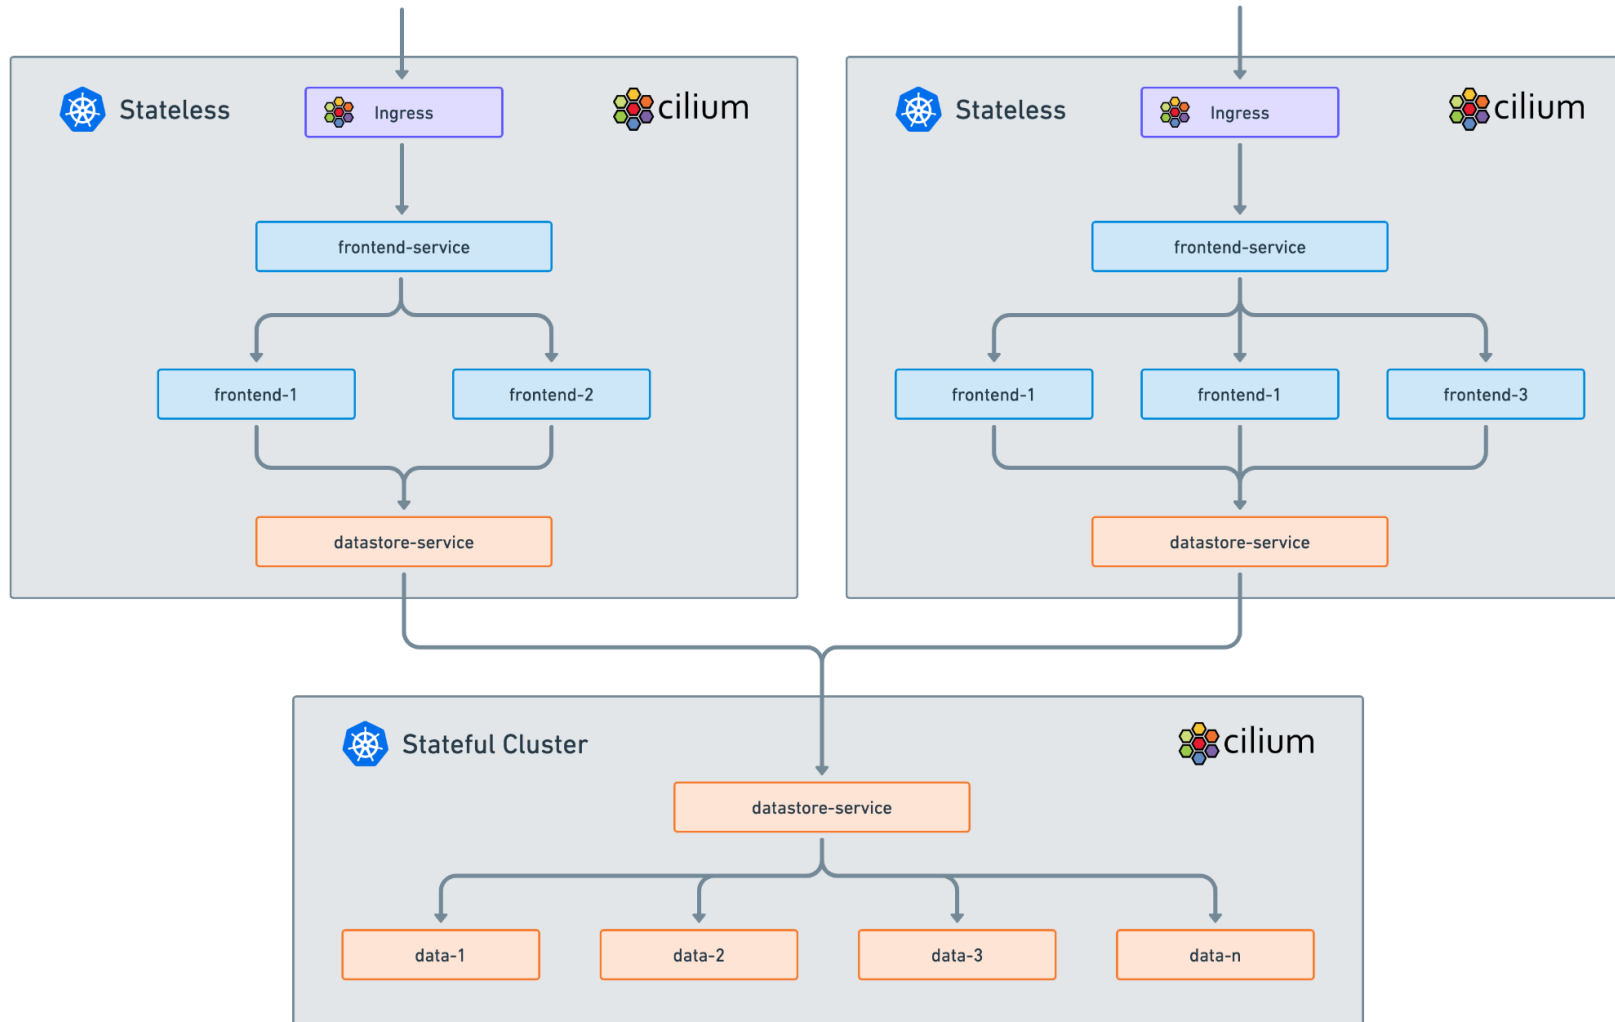 Stateless
Ingress
cilium
frontend-service
frontend-1
frontend-2
datastore-service
Stateless
Ingress
cilium
frontend-service
frontend-1
frontend-1
frontend-3
datastore-service
Stateful Cluster
cilium
datastore-service
data-1
data-2
data-3
data-n